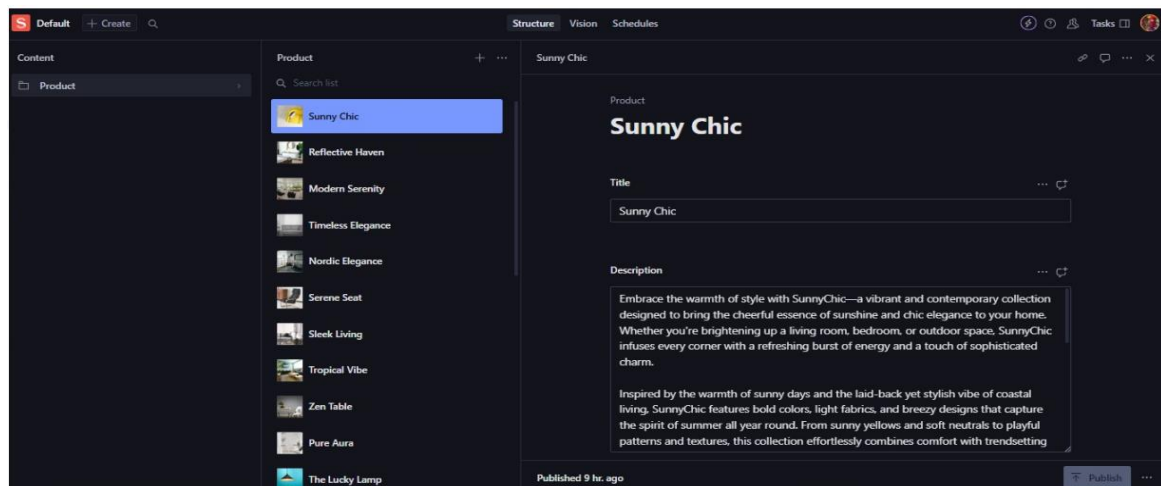 S Default + Create
Structure Vision Schedules
Tasks
Content
Product
Product
Search list
Sunny Chic
Reflective Haven
Modern Serenity
Timeless Elegance
Nordic Elegance
Serene Seat
Sleek Living
Tropical Vibe
Zen Table
Pure Aura
The Lucky Lamp
Sunny Chic
Product
Sunny Chic
Title
Sunny Chic
Description
Embrace the warmth of style with SunnyChic—a vibrant and contemporary collection
designed to bring the cheerful essence of sunshine and chic elegance to your home.
Whether you're brightening up a living room, bedroom, or outdoor space, SunnyChic
infuses every corner with a refreshing burst of energy and a touch of sophisticated
charm.
Inspired by the warmth of sunny days and the laid-back yet stylish vibe of coastal
living, SunnyChic features bold colors, light fabrics, and breezy designs that capture
the spirit of summer all year round. From sunny yellows and soft neutrals to playful
patterns and textures, this collection effortlessly combines comfort with trendsetting
Published 9 hr. ago
Publish